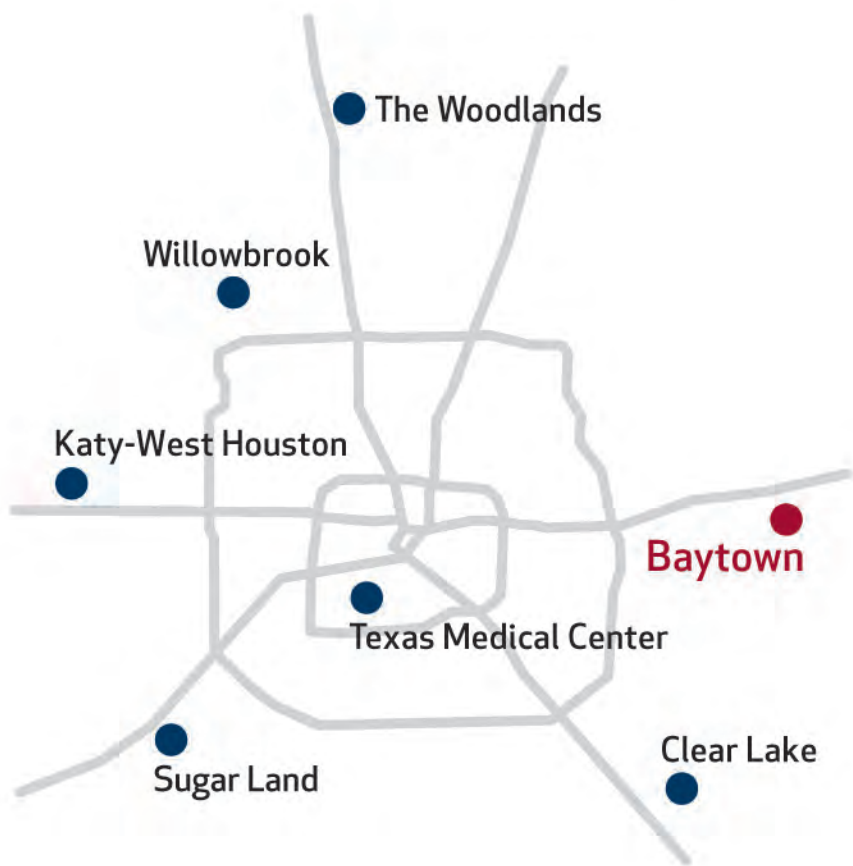 The Woodlands
Willowbrook
Katy-West Houston
Baytown
Texas Medical Center
Clear Lake
Sugar Land